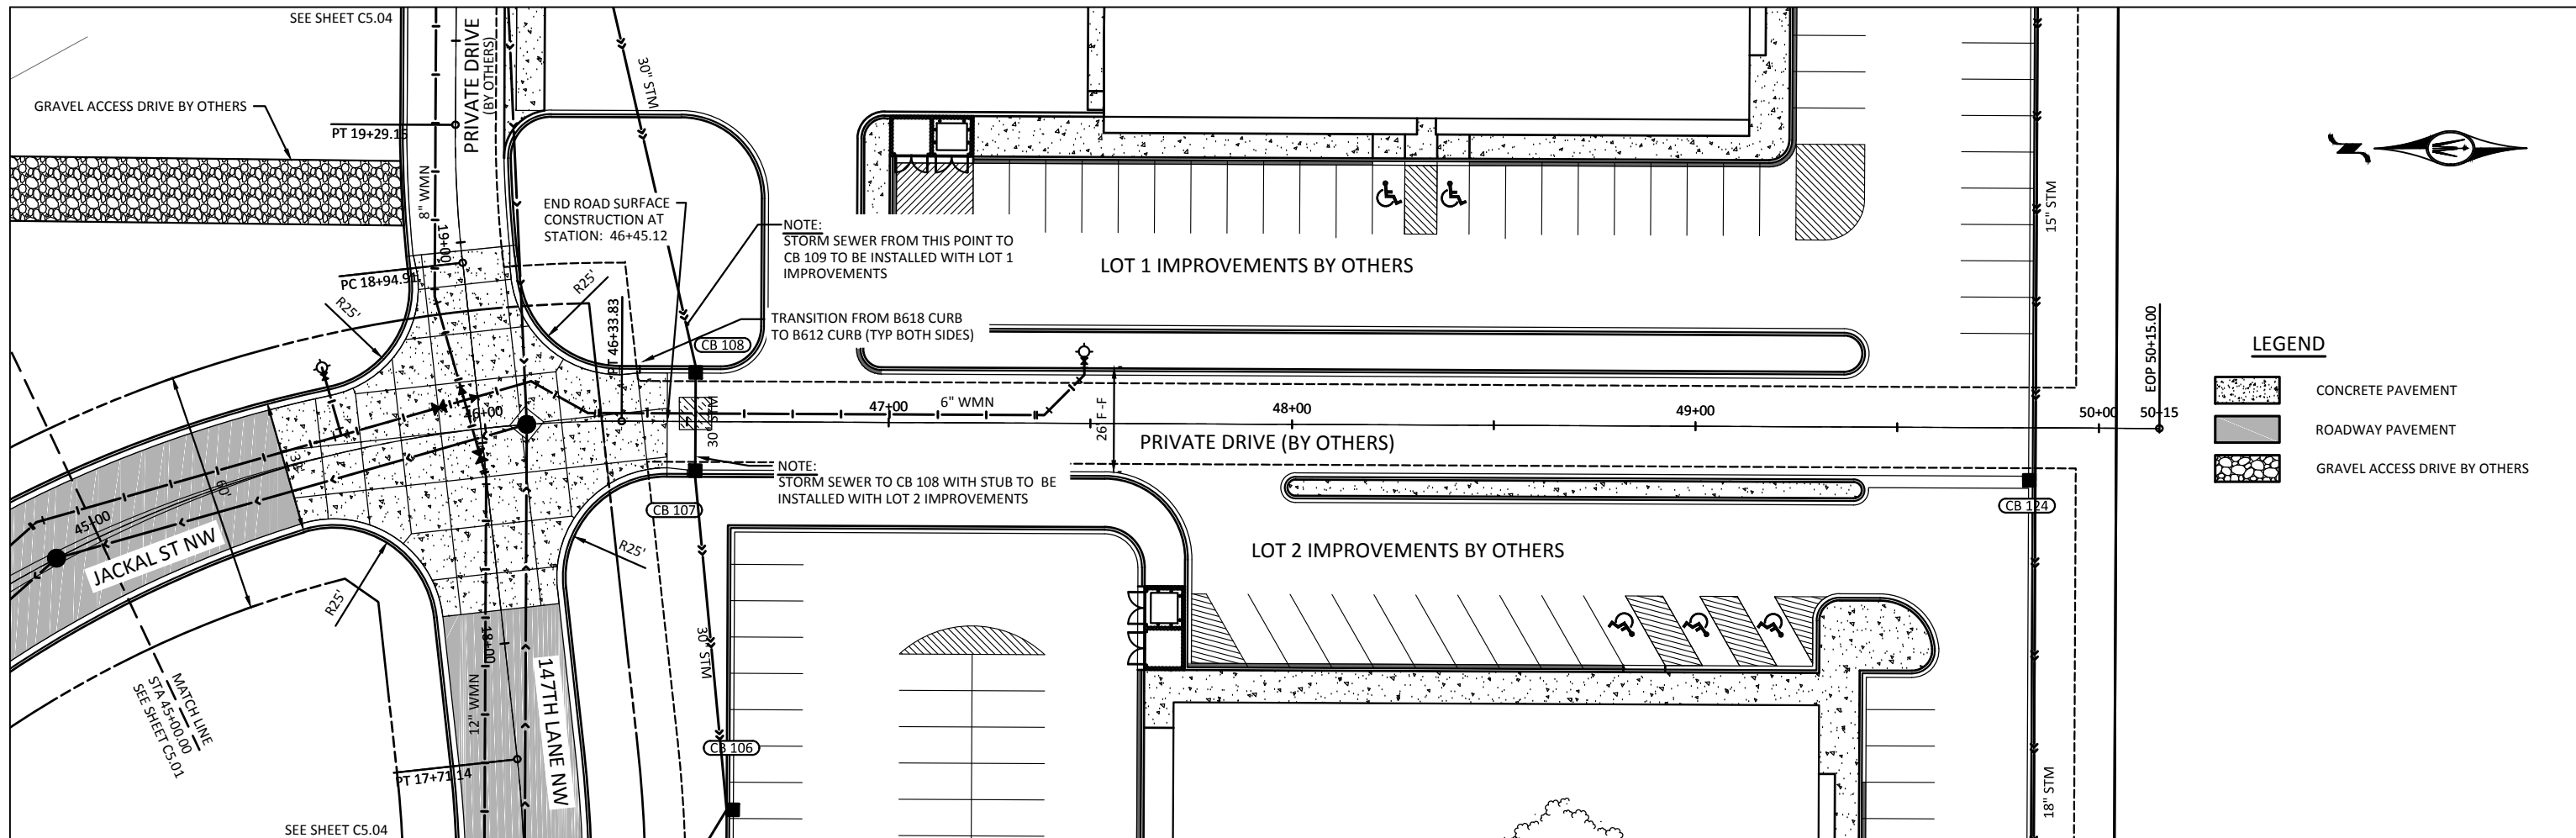 SEE SHEET C5.04
PRIVATE DRIVE
(BY OTHERS)
GRAVEL ACCESS DRIVE BY OTHERS
PT 19+29.15
8" WMN
30" STM
19+00
END ROAD SURFACE
CONSTRUCTION AT
STATION: 46+45.12
NOTE:
STORM SEWER FROM THIS POINT TO
CB 109 TO BE INSTALLED WITH LOT 1
IMPROVEMENTS
LOT 1 IMPROVEMENTS BY OTHERS
15" STM
PC 18+94.91
R25'
R25'
PT 46+33.83
TRANSITION FROM B618 CURB
TO B612 CURB (TYP BOTH SIDES)
CB 108
EOP 50+15.00
LEGEND
CONCRETE PAVEMENT
ROADWAY PAVEMENT
GRAVEL ACCESS DRIVE BY OTHERS
46+00
30" STM
47+00
6" WMN
26' F-F
48+00
49+00
50+00
50+15
PRIVATE DRIVE (BY OTHERS)
60'
NOTE:
STORM SEWER TO CB 108 WITH STUB TO BE
INSTALLED WITH LOT 2 IMPROVEMENTS
CB 107
CB 124
45+00
JACKAL ST NW
R25'
R25'
LOT 2 IMPROVEMENTS BY OTHERS
18+00
30" STM
147TH LANE NW
12" WMN
MATCH LINE
STA 45+00.00
SEE SHEET C5.01
CB 106
PT 17+71.14
18" STM
SEE SHEET C5.04